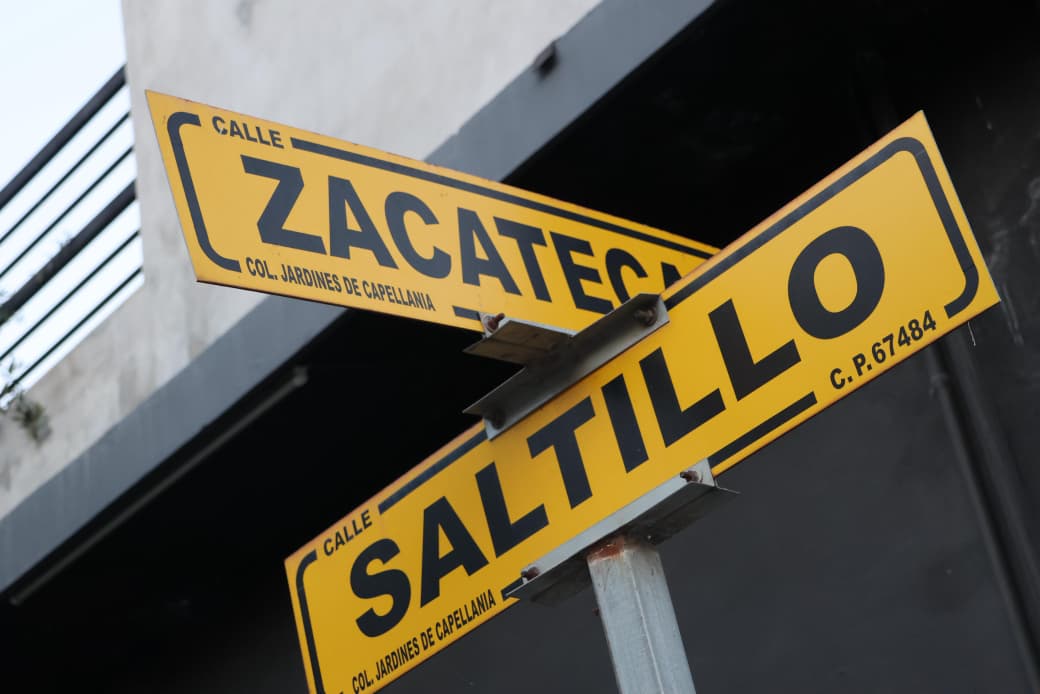 CALLE
ZACATECA
COL. JARDINES DE CAPELLANIA
CALLE
SALTILLO
COL. JARDINES DE CAPELLANIA
C. P. 67484